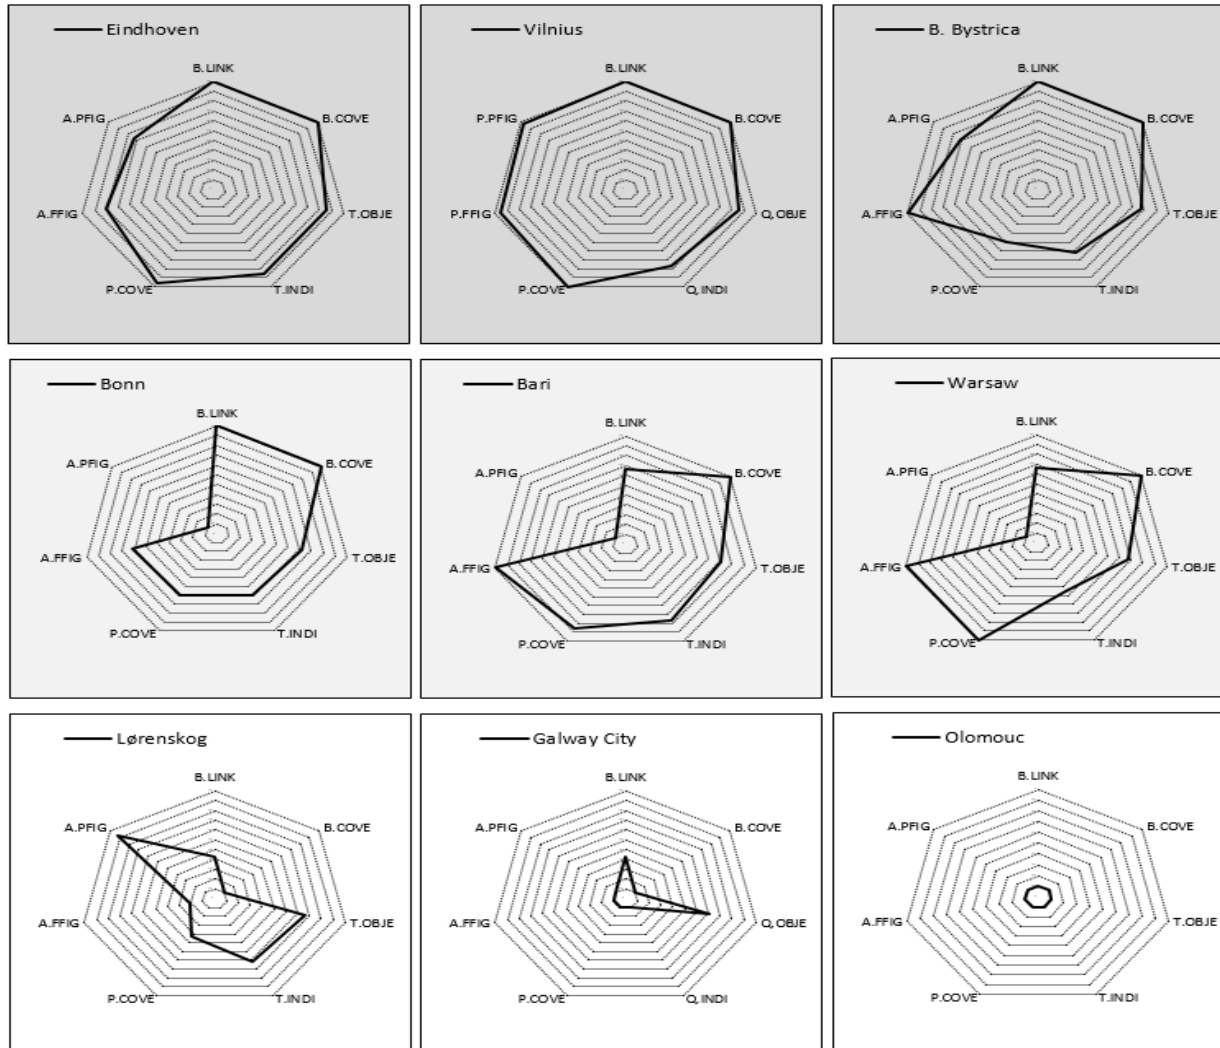 Eindhoven
B.LINK
A.PFIG
B.COVE
A.FFIG
T.OBJE
P.COVE
T.INDI
Vilnius
B.LINK
P.PFIG
B.COVE
P.FFIG
Q,OBJE
P.COVE
Q,INDI
B. Bystrica
B.LINK
A.PFIG
B.COVE
A.FFIG
T.OBJE
P.COVE
T.INDI
Bonn
B.LINK
A.PFIG
B.COVE
A.FFIG
T.OBJE
P.COVE
T.INDI
Bari
B.LINK
A.PFIG
B.COVE
A.FFIG
T.OBJE
P.COVE
T.INDI
Warsaw
B.LINK
A.PFIG
B.COVE
A.FFIG
T.OBJE
P.COVE
T.INDI
Lørenskog
B.LINK
A.PFIG
B.COVE
A.FFIG
T.OBJE
P.COVE
T.INDI
Galway City
B.LINK
A.PFIG
B.COVE
A.FFIG
Q,OBJE
P.COVE
Q,INDI
Olomouc
B.LINK
A.PFIG
B.COVE
A.FFIG
T.OBJE
P.COVE
T.INDI